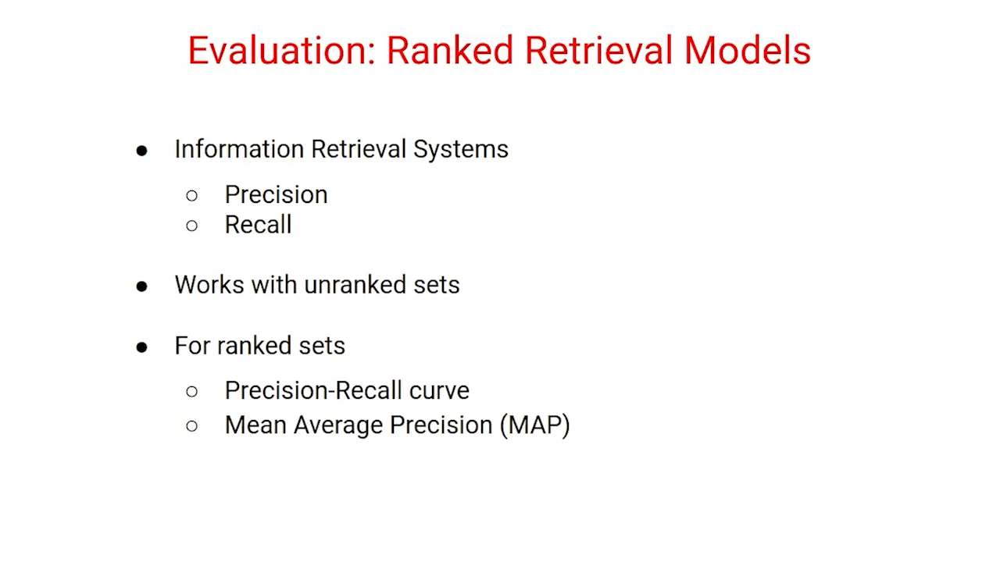 Evaluation: Ranked Retrieval Models
● Information Retrieval Systems
○ Precision
○ Recall
● Works with unranked sets
● For ranked sets
○ Precision-Recall curve
○ Mean Average Precision (MAP)